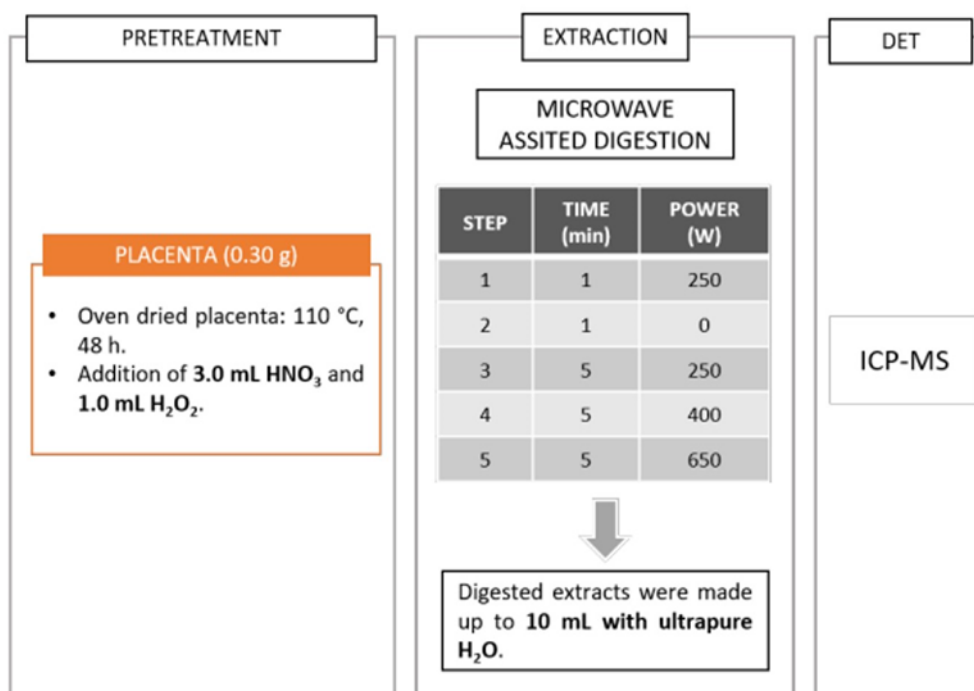 PRETREATMENT
PLACENTA (0.30 g)
• Oven dried placenta: 110 °C,
48 h.
• Addition of 3.0 mL HNO₃ and
1.0 mL H₂O₂.
EXTRACTION
MICROWAVE
ASSITED DIGESTION
STEP TIME (min) POWER (W)
1 1 250
2 1 0
3 5 250
4 5 400
5 5 650
Digested extracts were made
up to 10 mL with ultrapure
H₂O.
DET
ICP-MS